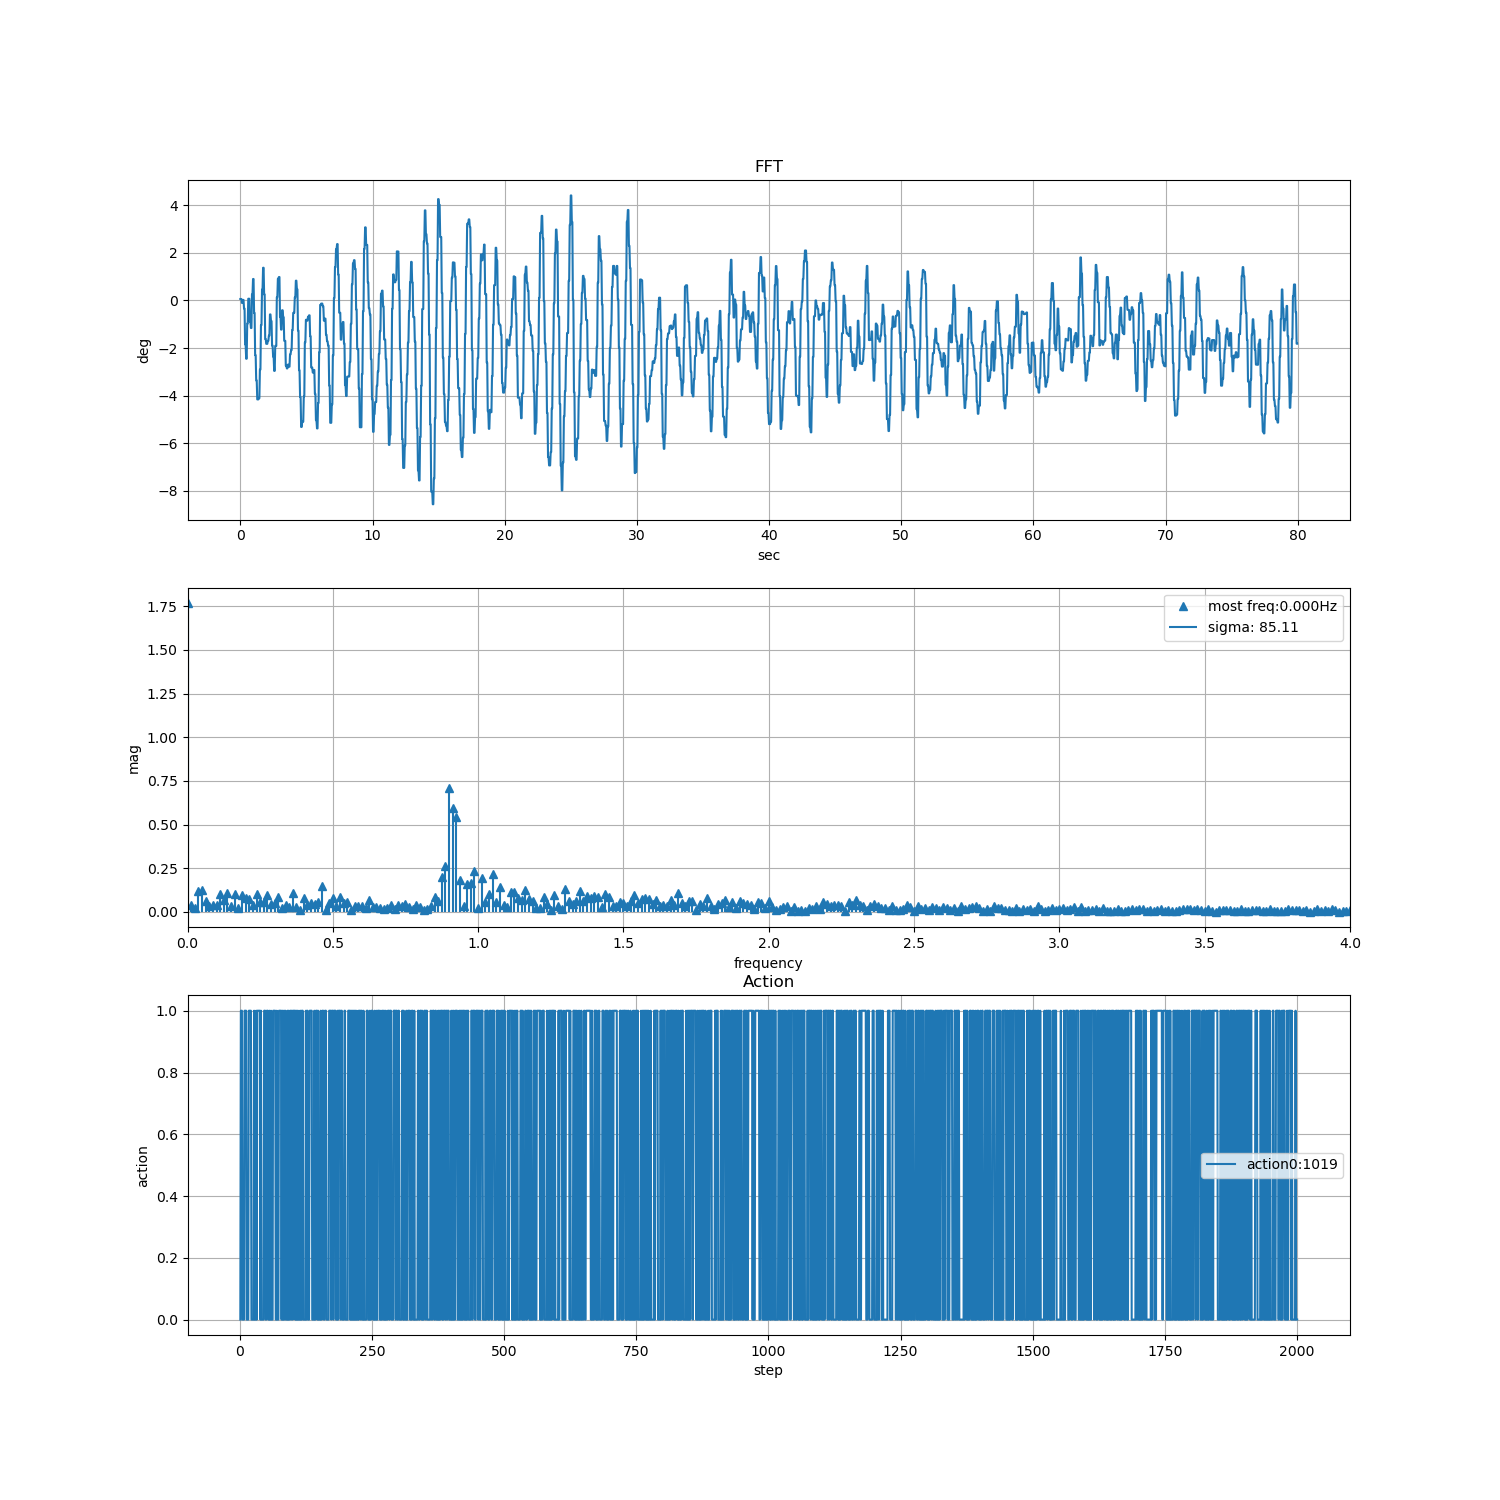 FFT
4
2
0
−2
−4
−6
−8
deg
0 10 20 30 40 50 60 70 80
sec
1.75
1.50
1.25
1.00
0.75
0.50
0.25
0.00
mag
most freq:0.000Hz
sigma: 85.11
0.0 0.5 1.0 1.5 2.0 2.5 3.0 3.5 4.0
frequency
Action
1.0
0.8
0.6
0.4
0.2
0.0
action
action0:1019
0 250 500 750 1000 1250 1500 1750 2000
step